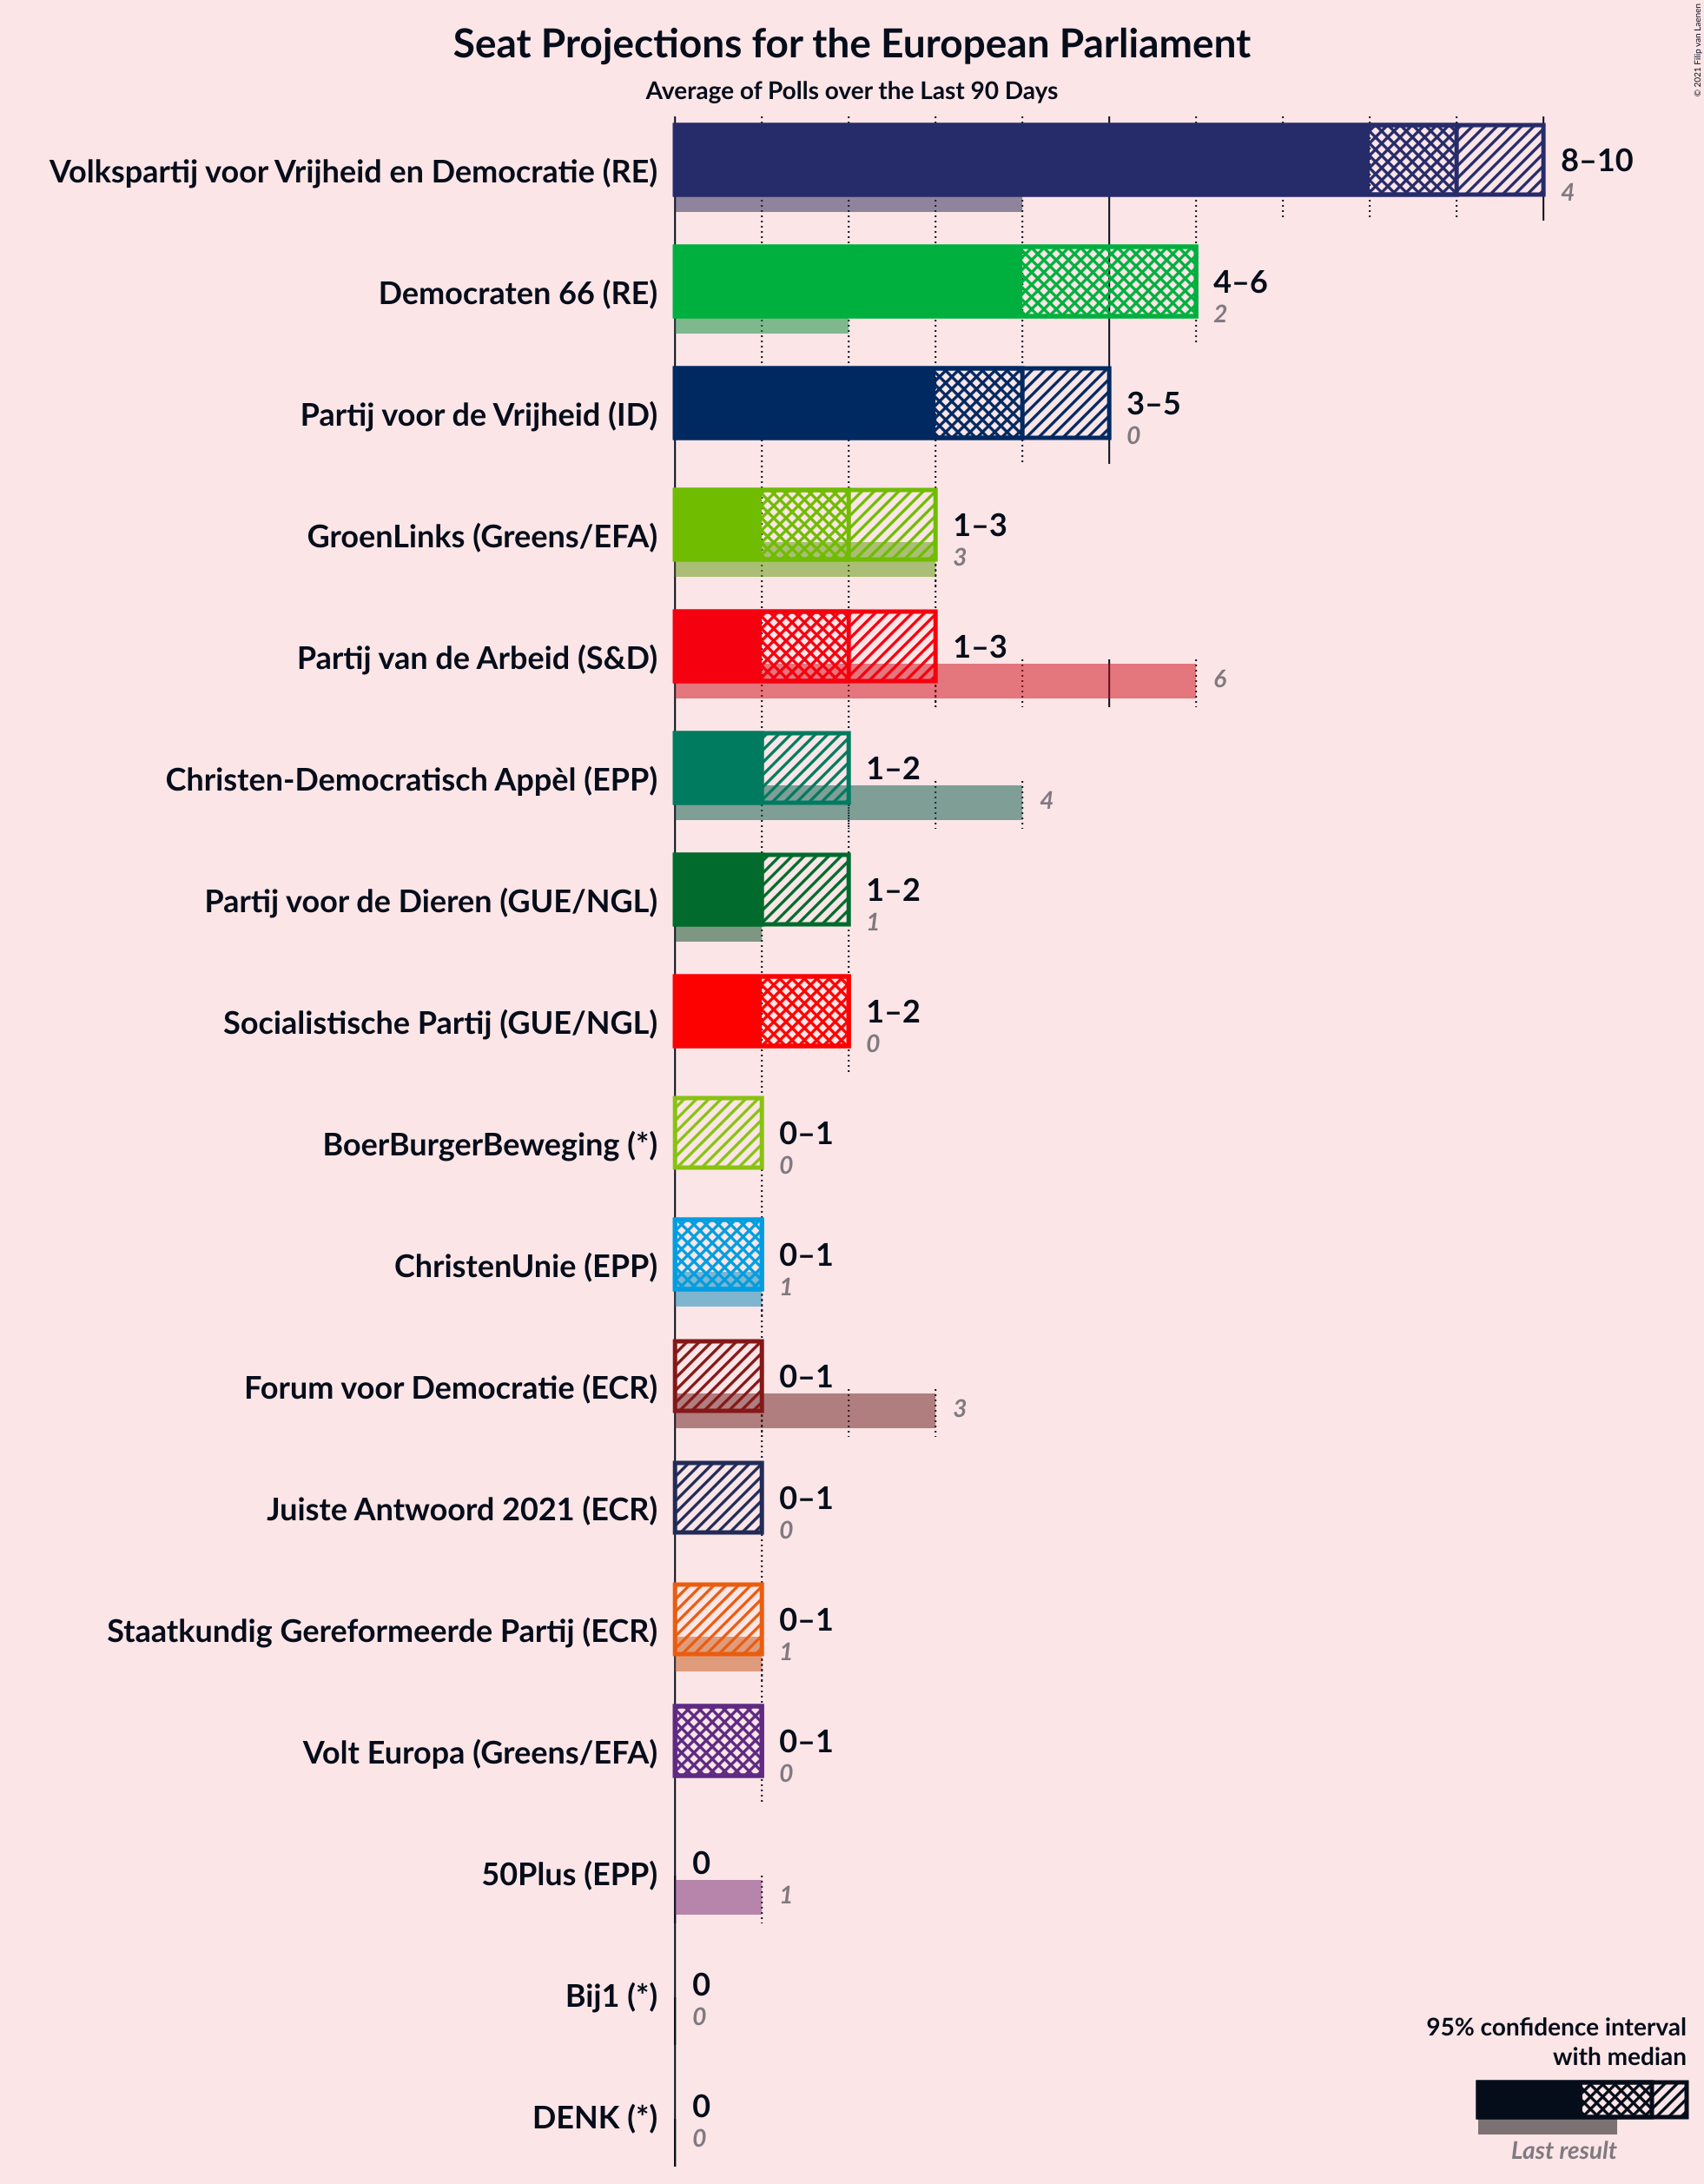 Seat Projections for the European Parliament
Average of Polls over the Last 90 Days
© 2021 Filip van Laenen
Volkspartij voor Vrijheid en Democratie (RE)
8–10
4
Democraten 66 (RE)
4–6
2
Partij voor de Vrijheid (ID)
3–5
0
GroenLinks (Greens/EFA)
1–3
3
Partij van de Arbeid (S&D)
1–3
6
Christen-Democratisch Appèl (EPP)
1–2
4
Partij voor de Dieren (GUE/NGL)
1–2
1
Socialistische Partij (GUE/NGL)
1–2
0
BoerBurgerBeweging (*)
0–1
0
ChristenUnie (EPP)
0–1
1
Forum voor Democratie (ECR)
0–1
3
Juiste Antwoord 2021 (ECR)
0–1
0
Staatkundig Gereformeerde Partij (ECR)
0–1
1
Volt Europa (Greens/EFA)
0–1
0
50Plus (EPP)
0
1
Bij1 (*)
0
0
DENK (*)
0
0
95% confidence interval
with median
Last result